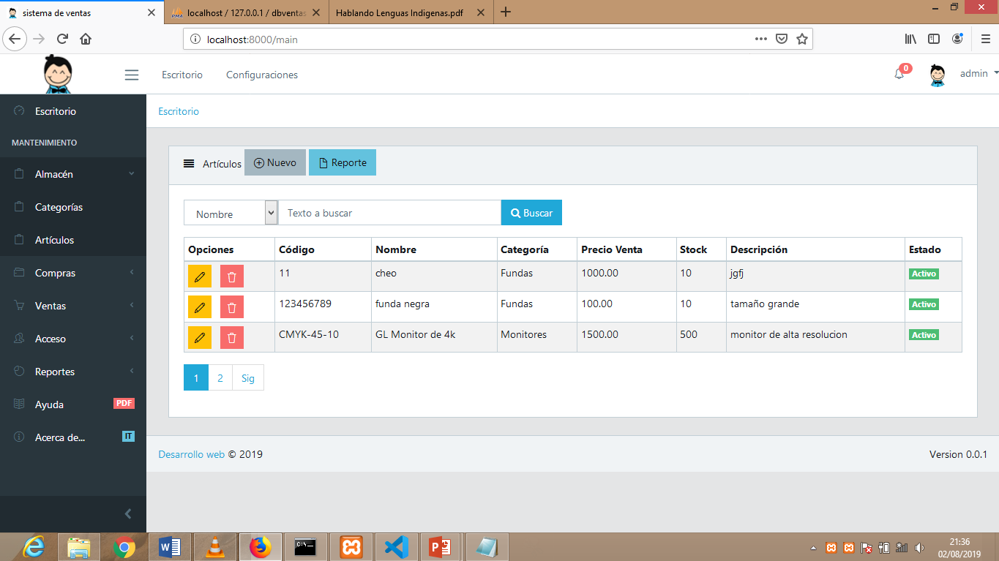 sistema de ventas
localhost / 127.0.0.1 / dbventas
Hablando Lenguas Indigenas.pdf
localhost:8000/main
Escritorio Configuraciones 0 admin
Escritorio
Escritorio
MANTENIMIENTO
Almacén
Categorías
Artículos
Compras
Ventas
Acceso
Reportes
Ayuda PDF
Acerca de... IT
Artículos Nuevo Reporte
Nombre Texto a buscar Buscar
Opciones Código Nombre Categoría Precio Venta Stock Descripción Estado
11 cheo Fundas 1000.00 10 jgfj Activo
123456789 funda negra Fundas 100.00 10 tamaño grande Activo
CMYK-45-10 GL Monitor de 4k Monitores 1500.00 500 monitor de alta resolucion Activo
1 2 Sig
Desarrollo web © 2019 Version 0.0.1
21:36
02/08/2019